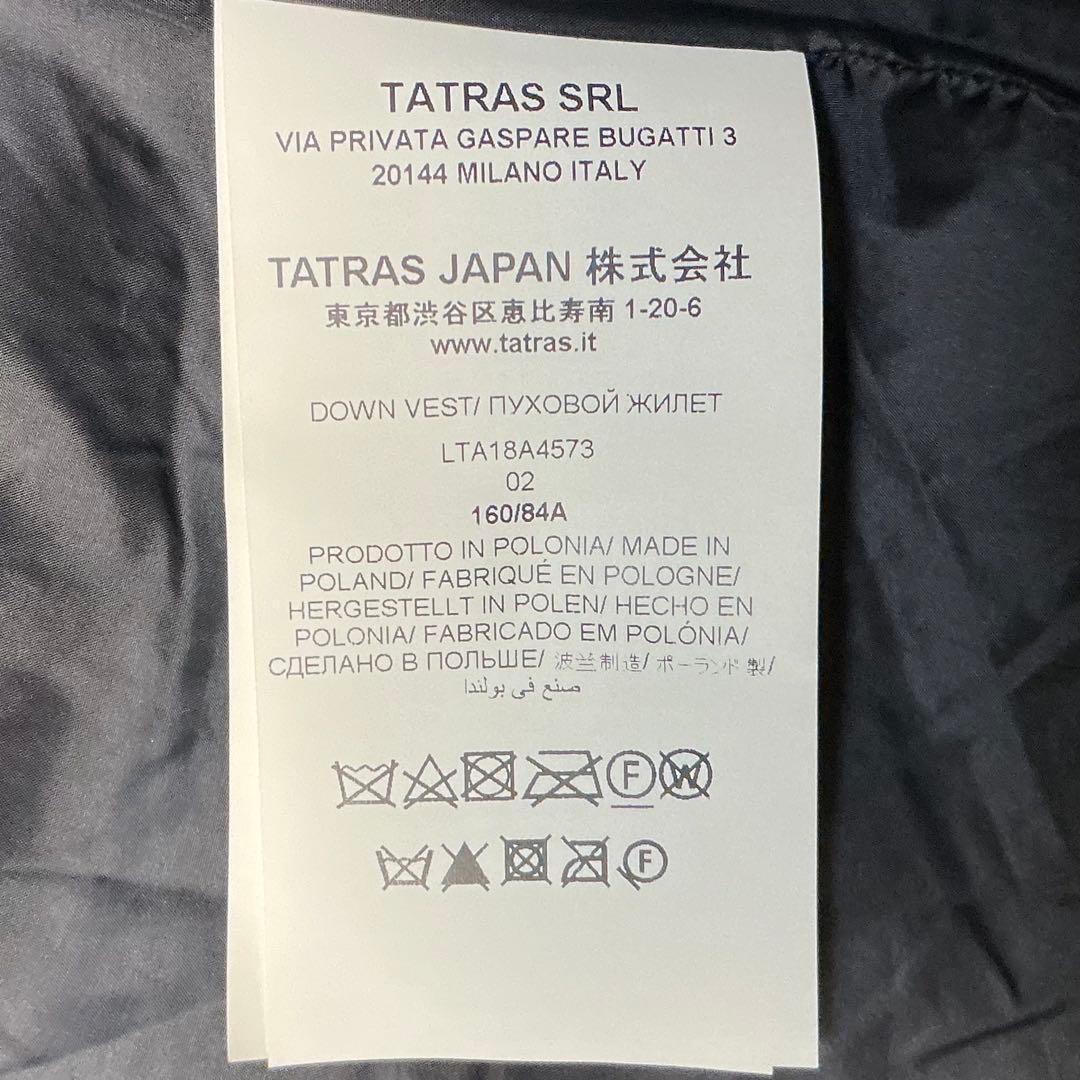 TATRAS SRL
VIA PRIVATA GASPARE BUGATTI 3
20144 MILANO ITALY
TATRAS JAPAN 株式会社
東京都渋谷区恵比寿南 1-20-6
www.tatras.it
DOWN VEST/ ПУХОВОЙ ЖИЛЕТ
LTA18A4573
02
160/84A
PRODOTTO IN POLONIA/ MADE IN
POLAND/ FABRIQUÉ EN POLOGNE/
HERGESTELLT IN POLEN/ HECHO EN
POLONIA/ FABRICADO EM POLÓNIA/
СДЕЛАНО В ПОЛЬШЕ/ 波兰制造/ ポーランド製/
صنع في بولندا
F W
F